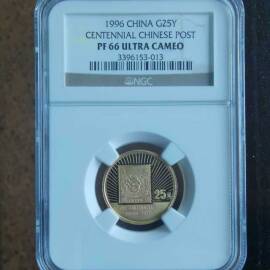 1996 CHINA G25Y
CENTENNIAL CHINESE POST
PF 66 ULTRA CAMEO
3396153-013
NGC
25元